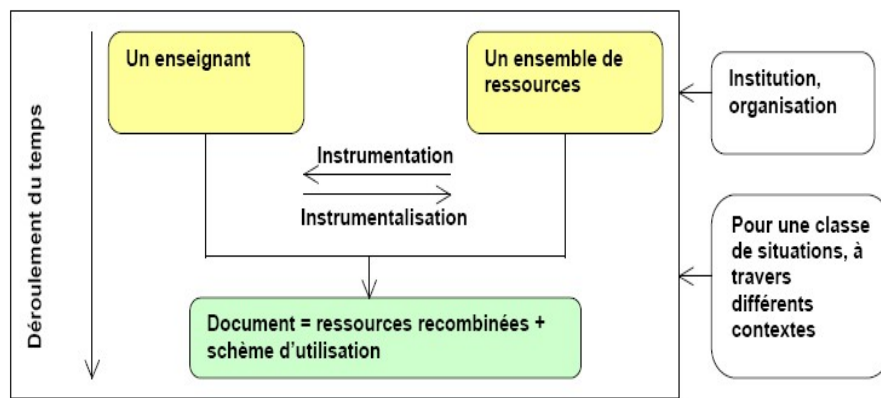 Déroulement du temps
Un enseignant
Un ensemble de
ressources
Institution,
organisation
Instrumentation
Instrumentalisation
Pour une classe
de situations, à
travers
différents
contextes
Document = ressources recombinées +
schème d'utilisation